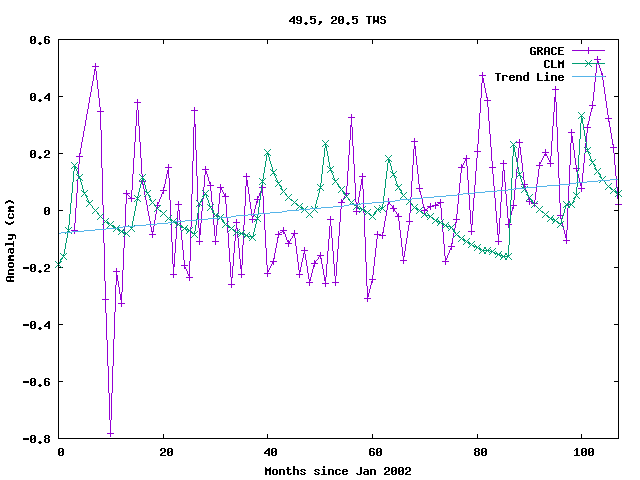 49.5, 20.5 TWS
GRACE
CLM
Trend Line
0.6
0.4
0.2
0
-0.2
-0.4
-0.6
-0.8
Anomaly (cm)
0 20 40 60 80 100
Months since Jan 2002